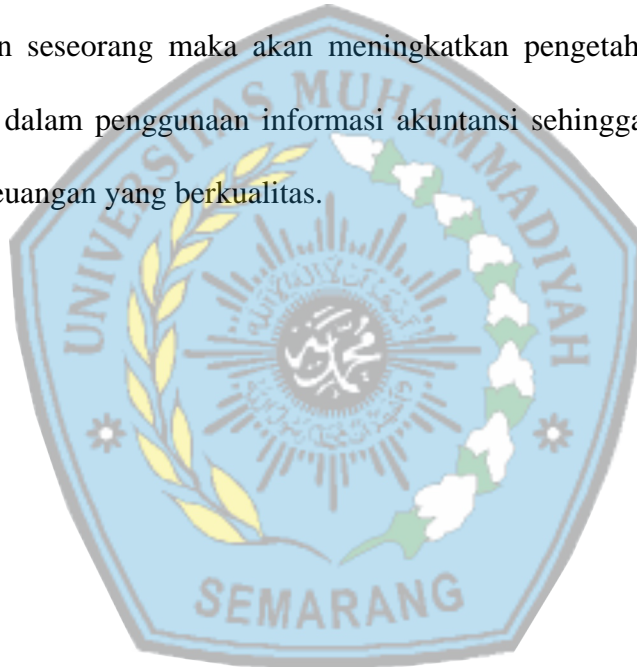 n seseorang maka akan meningkatkan pengetah
dalam penggunaan informasi akuntansi sehingga
euangan yang berkualitas.
UNIVERSITAS MUHAMMADIYAH
SEMARANG